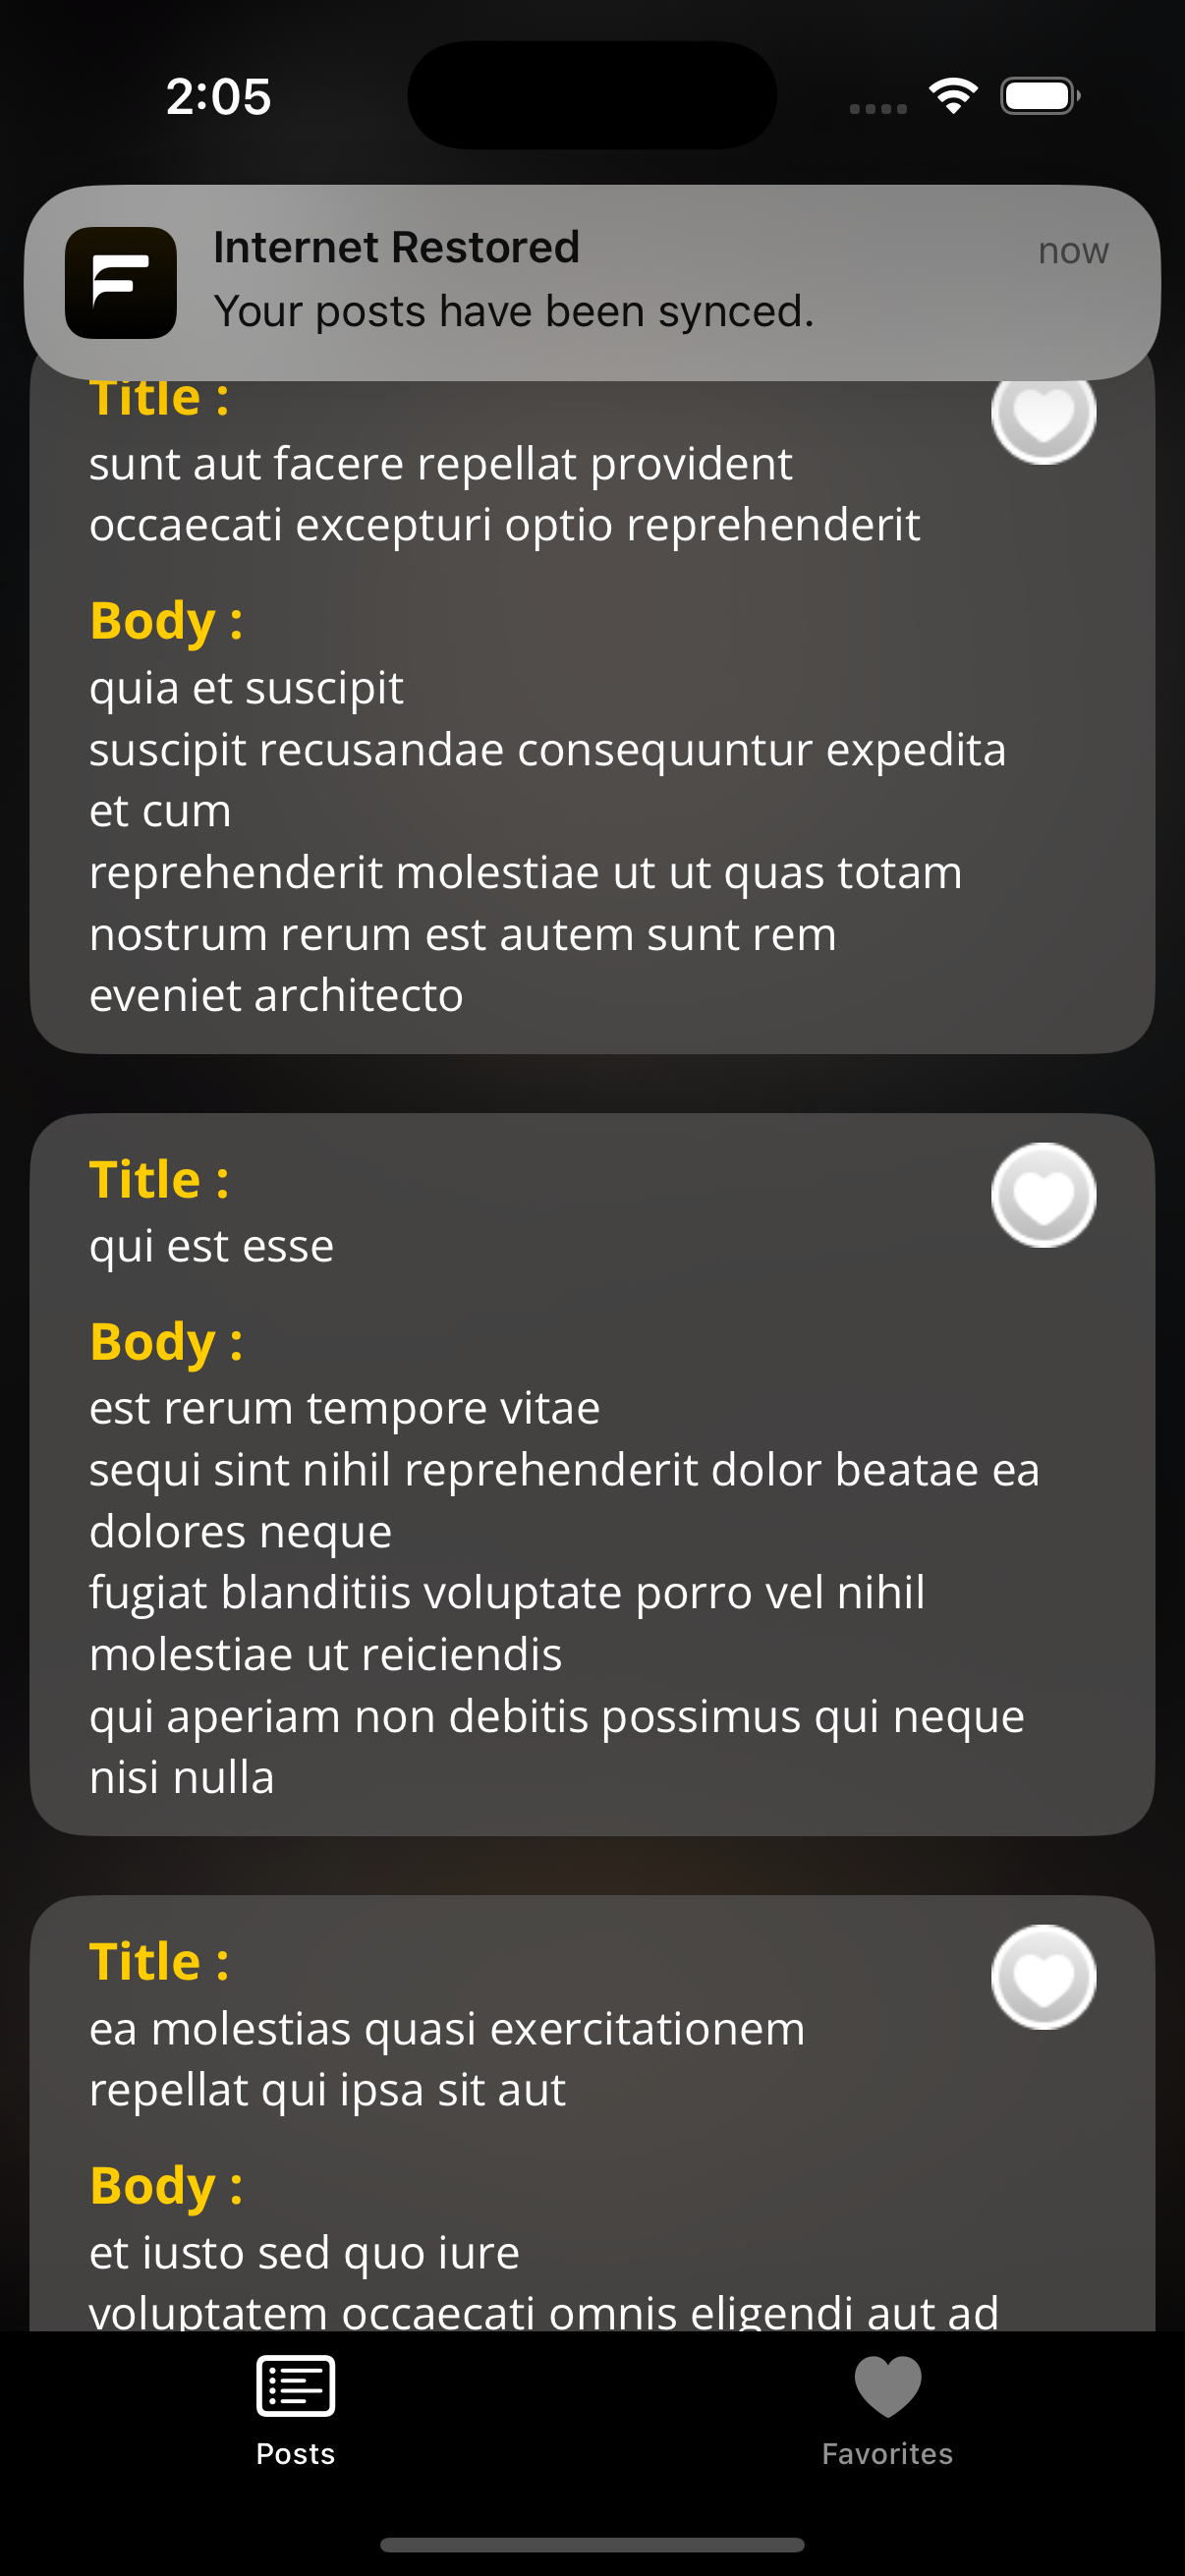 2:05
Internet Restored
now
Your posts have been synced.
Title :
sunt aut facere repellat provident
occaecati excepturi optio reprehenderit
Body :
quia et suscipit
suscipit recusandae consequuntur expedita
et cum
reprehenderit molestiae ut ut quas totam
nostrum rerum est autem sunt rem
eveniet architecto
Title :
qui est esse
Body :
est rerum tempore vitae
sequi sint nihil reprehenderit dolor beatae ea
dolores neque
fugiat blanditiis voluptate porro vel nihil
molestiae ut reiciendis
qui aperiam non debitis possimus qui neque
nisi nulla
Title :
ea molestias quasi exercitationem
repellat qui ipsa sit aut
Body :
et iusto sed quo iure
voluptatem occaecati omnis eligendi aut ad
Posts
Favorites